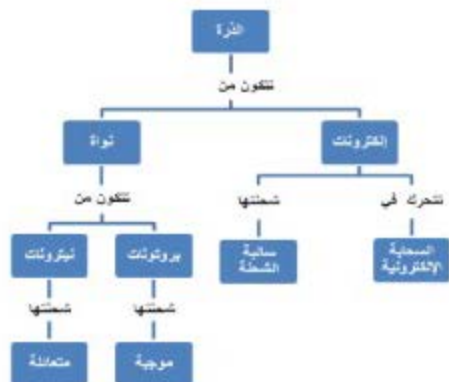 الذرة
تتكون من
إلكترونات
نواة
تتحرك في
شحنتها
تتكون من
السحابة
الإلكترونية
سالبة
الشحنة
بروتونات
نيترونات
شحنتها
شحنتها
موجبة
متعادلة